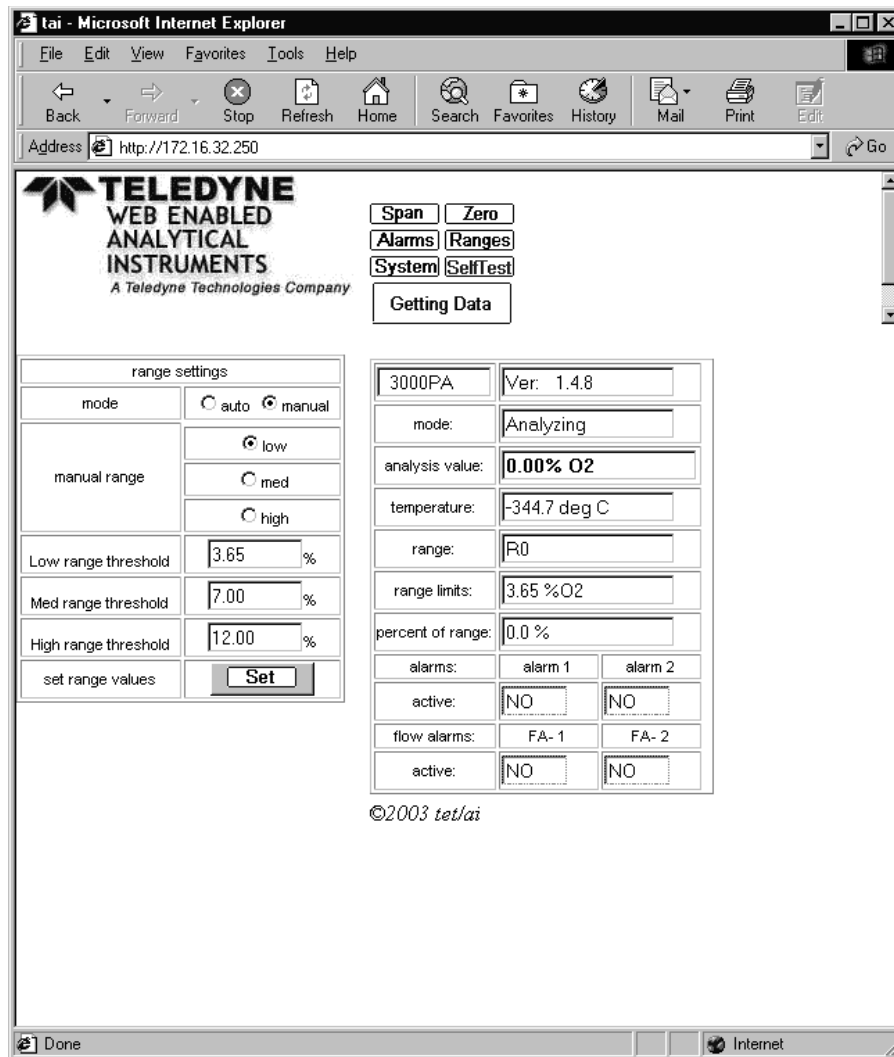 tai - Microsoft Internet Explorer
File Edit View Favorites Tools Help
Back Forward Stop Refresh Home Search Favorites History Mail Print Edit
Address http://172.16.32.250 Go
TELEDYNE
WEB ENABLED
ANALYTICAL
INSTRUMENTS
A Teledyne Technologies Company
Span Zero
Alarms Ranges
System SelfTest
Getting Data
range settings
mode auto manual
manual range
low
med
high
Low range threshold 3.65 %
Med range threshold 7.00 %
High range threshold 12.00 %
set range values Set
3000PA Ver: 1.4.8
mode: Analyzing
analysis value: 0.00% O2
temperature: -344.7 deg C
range: R0
range limits: 3.65 %O2
percent of range: 0.0 %
alarms: alarm 1 alarm 2
active: NO NO
flow alarms: FA- 1 FA- 2
active: NO NO
©2003 tet/ai
Done Internet